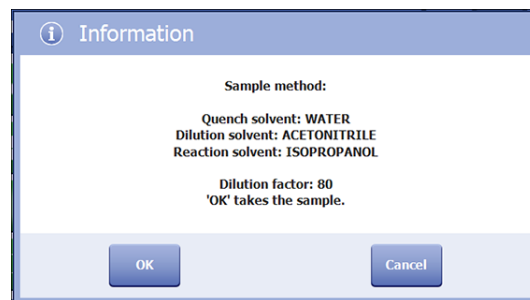 Information
Sample method:
Quench solvent: WATER
Dilution solvent: ACETONITRILE
Reaction solvent: ISOPROPANOL
Dilution factor: 80
'OK' takes the sample.
OK
Cancel